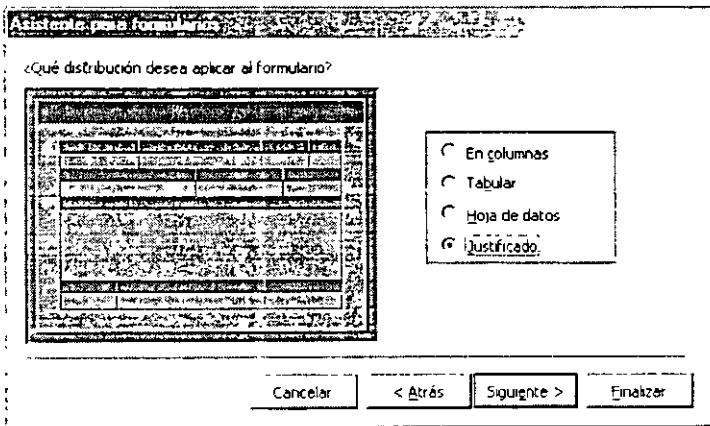 Asistente para formularios
¿Qué distribución desea aplicar al formulario?
En columnas
Tabular
Hoja de datos
Justificado
Cancelar
< Atrás
Siguiente >
Finalizar